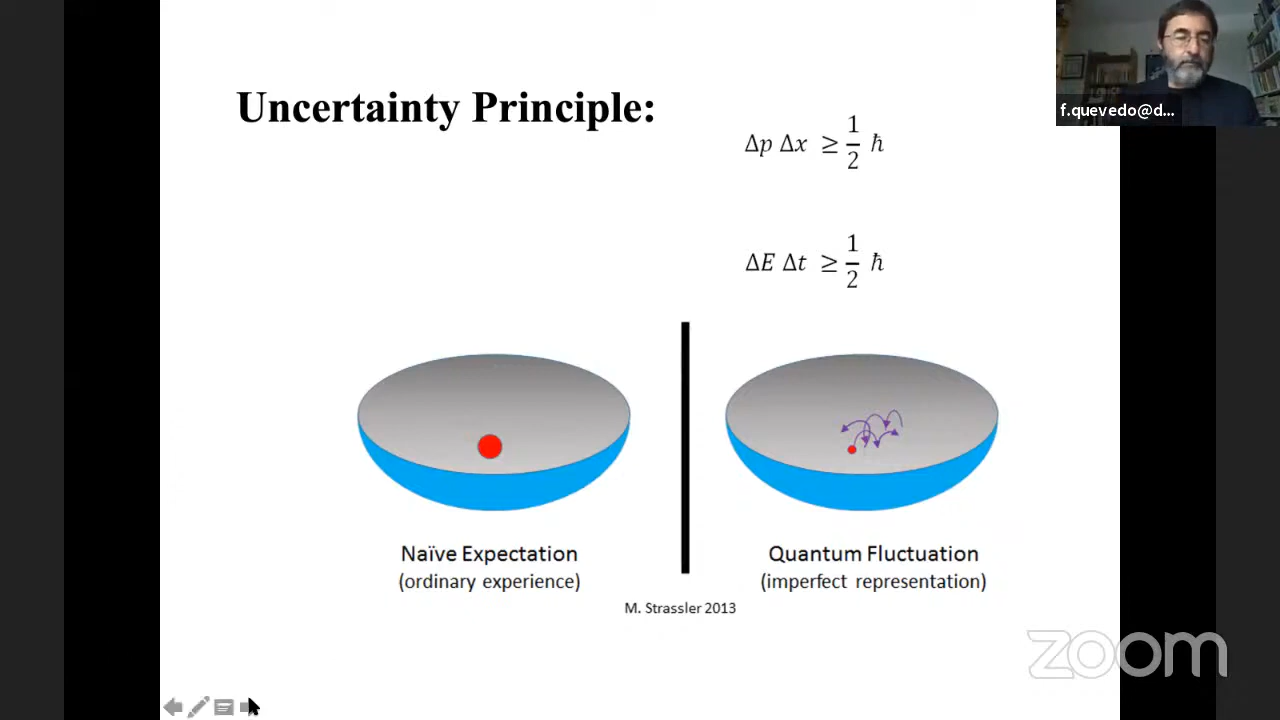 f.quevedo@d...
Uncertainty Principle:
Δp Δx ≥ 1/2 ħ
ΔE Δt ≥ 1/2 ħ
Naïve Expectation
(ordinary experience)
Quantum Fluctuation
(imperfect representation)
M. Strassler 2013
zoom